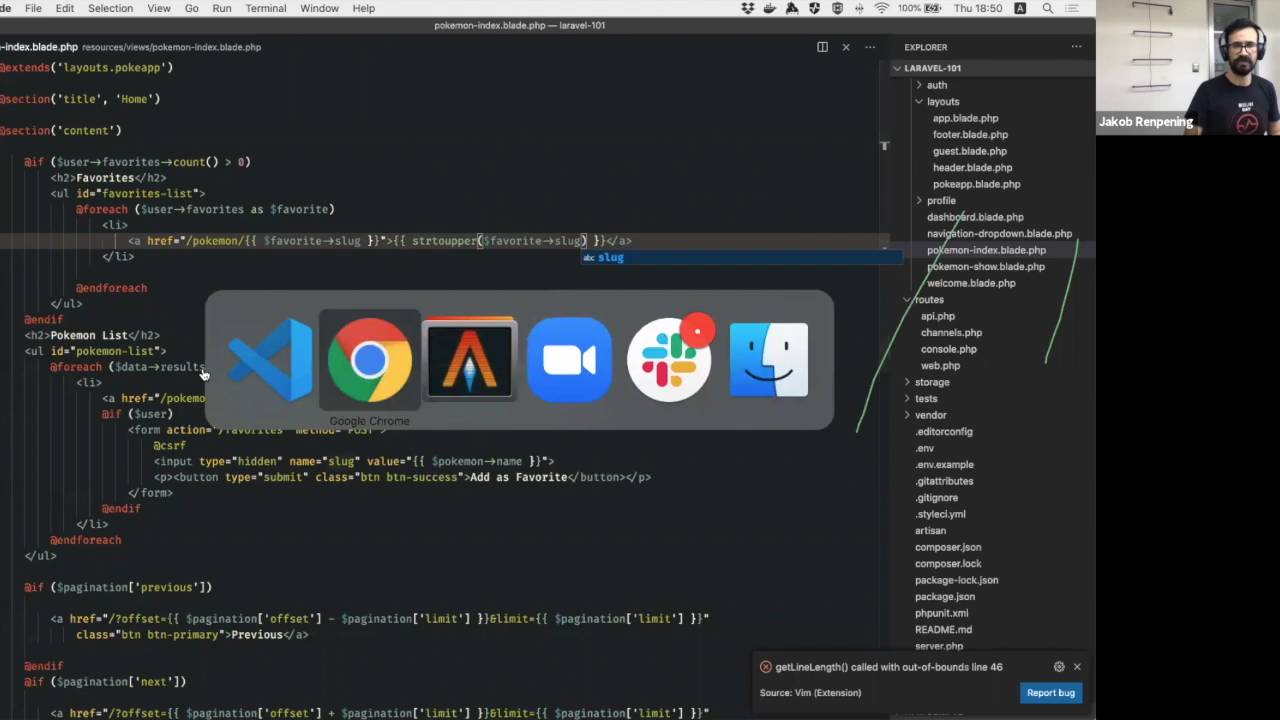 de File Edit Selection View Go Run Terminal Window Help 100% Thu 18:50 A
pokemon-index.blade.php — laravel-101
n-index.blade.php resources/views/pokemon-index.blade.php
@extends('layouts.pokeapp')
@section('title', 'Home')
@section('content')
@if ($user→favorites→count() > 0)
<h2>Favorites</h2>
<ul id="favorites-list">
@foreach ($user→favorites as $favorite)
<li>
<a href="/pokemon/{{ $favorite→slug }}">{{ strtoupper($favorite→slug) }}</a>
abc slug
</li>
@endforeach
</ul>
@endif
<h2>Pokemon List</h2>
<ul id="pokemon-list">
@foreach ($data→results
<li>
<a href="/pokemo
@if ($user)
<form action="/favorites" method="POST">
@csrf
<input type="hidden" name="slug" value="{{ $pokemon→name }}">
<p><button type="submit" class="btn btn-success">Add as Favorite</button></p>
</form>
@endif
</li>
@endforeach
</ul>
@if ($pagination['previous'])
<a href="/?offset={{ $pagination['offset'] - $pagination['limit'] }}&limit={{ $pagination['limit'] }}"
class="btn btn-primary">Previous</a>
@endif
@if ($pagination['next'])
<a href="/?offset={{ $pagination['offset'] + $pagination['limit'] }}&limit={{ $pagination['limit'] }}"
Google Chrome
EXPLORER
LARAVEL-101
auth
layouts
app.blade.php
footer.blade.php
guest.blade.php
header.blade.php
pokeapp.blade.php
profile
dashboard.blade.php
navigation-dropdown.blade.php
pokemon-index.blade.php
pokemon-show.blade.php
welcome.blade.php
routes
api.php
channels.php
console.php
web.php
storage
tests
vendor
.editorconfig
.env
.env.example
.gitattributes
.gitignore
.styleci.yml
artisan
composer.json
composer.lock
package-lock.json
package.json
phpunit.xml
README.md
server.php
getLineLength() called with out-of-bounds line 46
Source: Vim (Extension)
Report bug
Jakob Renpening